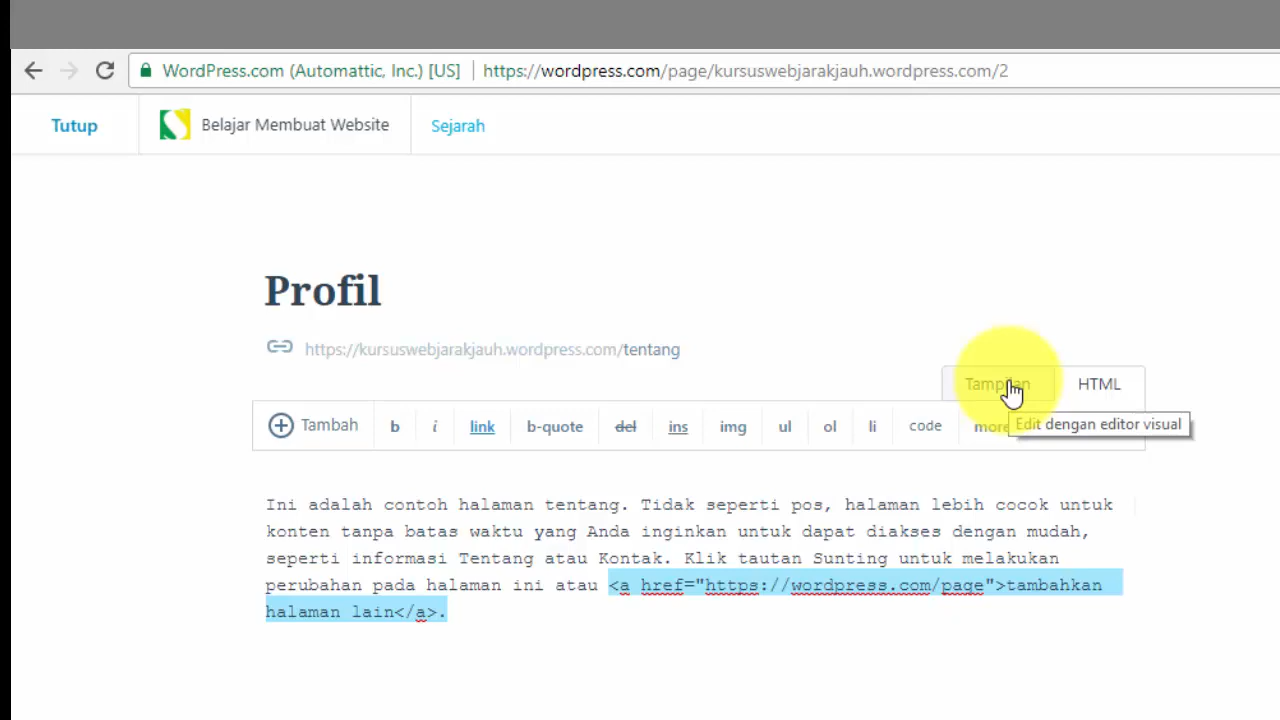 WordPress.com (Automattic, Inc.) [US] https://wordpress.com/page/kursuswebjarakjauh.wordpress.com/2
Tutup Belajar Membuat Website Sejarah
Profil
https://kursuswebjarakjauh.wordpress.com/tentang
Tampilan HTML
Tambah b i link b-quote del ins img ul ol li code more
Edit dengan editor visual
Ini adalah contoh halaman tentang. Tidak seperti pos, halaman lebih cocok untuk
konten tanpa batas waktu yang Anda inginkan untuk dapat diakses dengan mudah,
seperti informasi Tentang atau Kontak. Klik tautan Sunting untuk melakukan
perubahan pada halaman ini atau <a href="https://wordpress.com/page">tambahkan
halaman lain</a>.